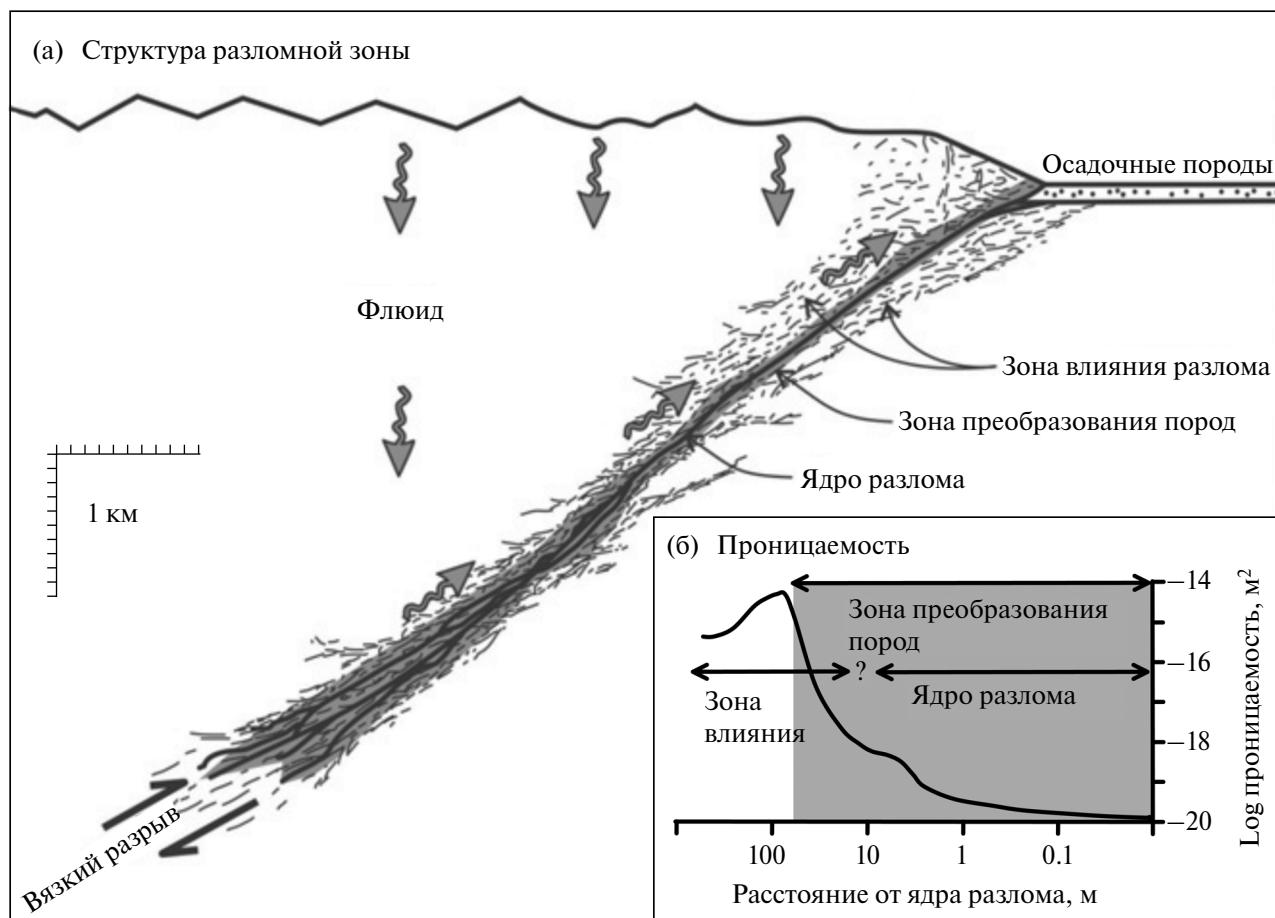 (а) Структура разломной зоны
Осадочные породы
Флюид
Зона влияния разлома
Зона преобразования пород
Ядро разлома
1 км
Вязкий разрыв
(б) Проницаемость
Зона преобразования
пород
?
Зона
влияния
Ядро разлома
−14
−16
−18
−20
Log проницаемость, м²
100 10 1 0.1
Расстояние от ядра разлома, м